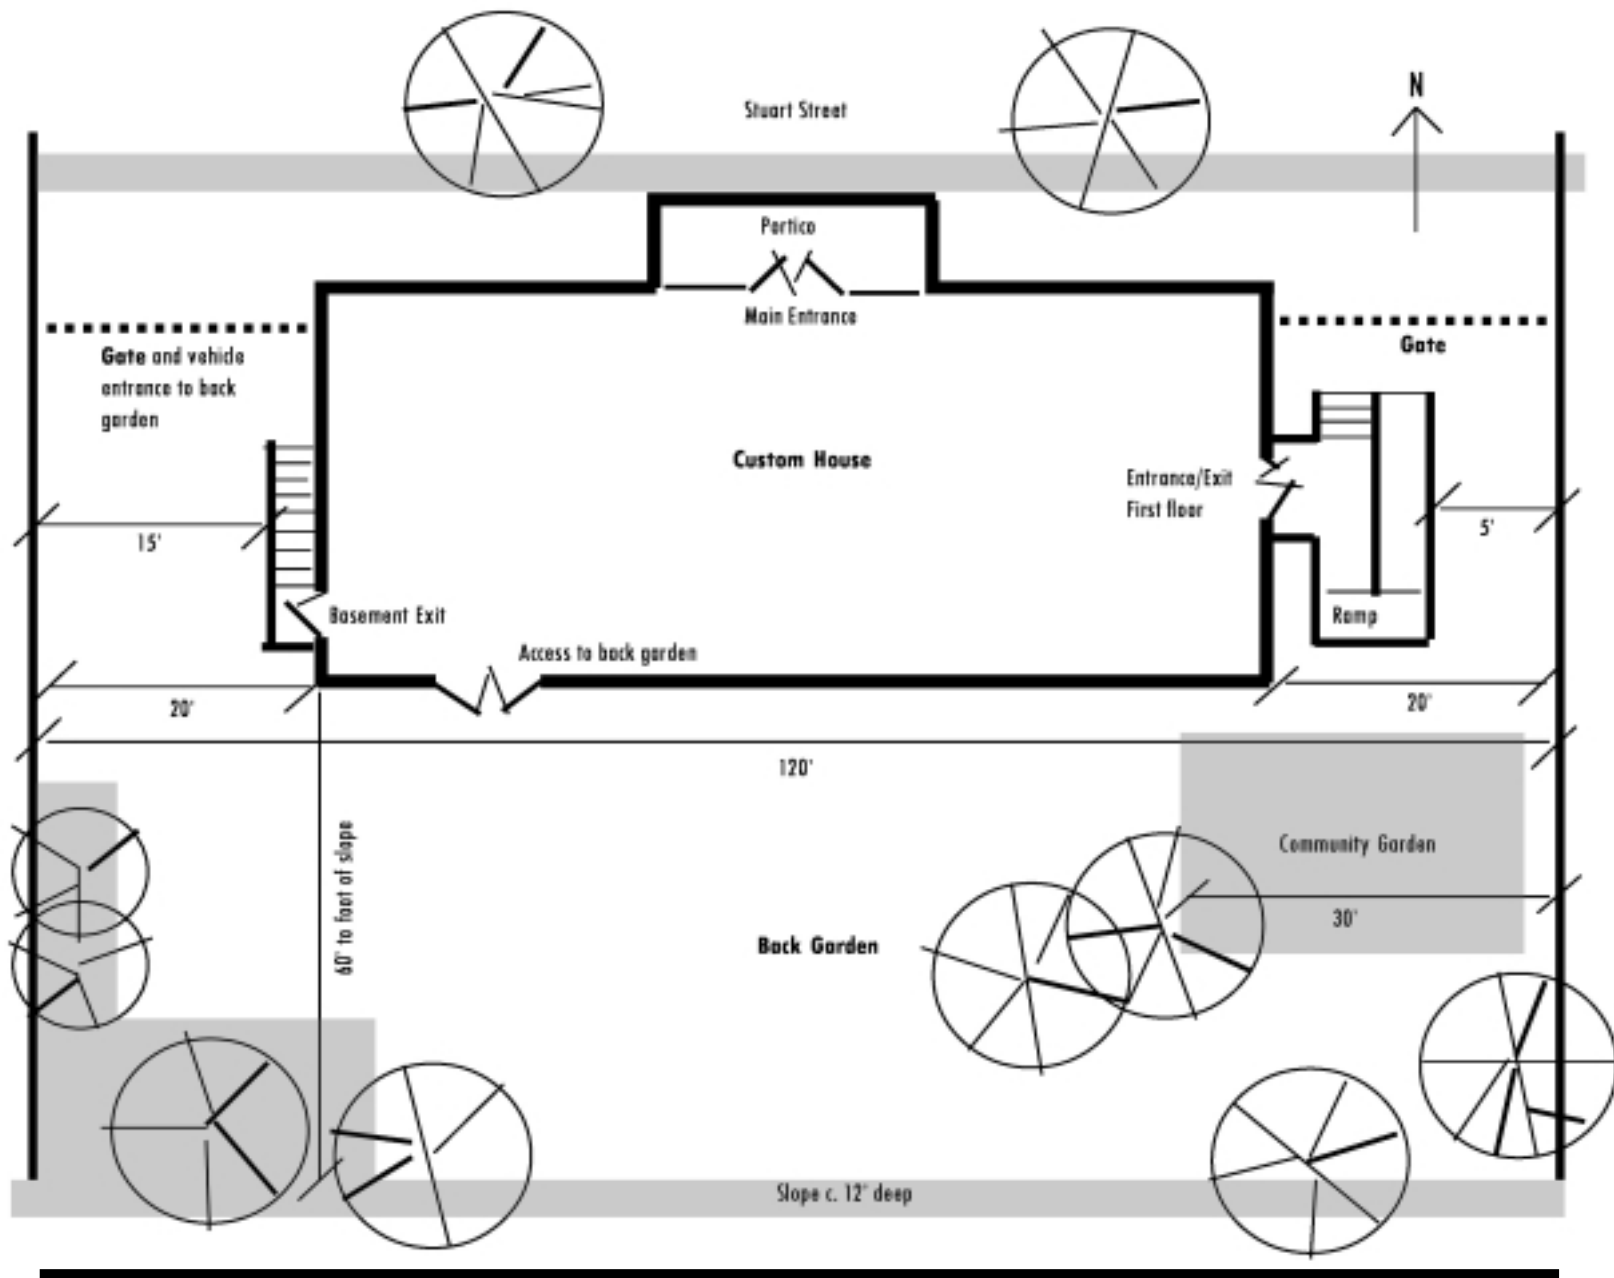 Stuart Street
N
Portico
Main Entrance
Gate and vehicle
entrance to back
garden
Gate
Custom House
Entrance/Exit
First floor
15'
5'
Basement Exit
Ramp
Access to back garden
20'
20'
120'
60' to foot of slope
Community Garden
30'
Back Garden
Slope c. 12' deep